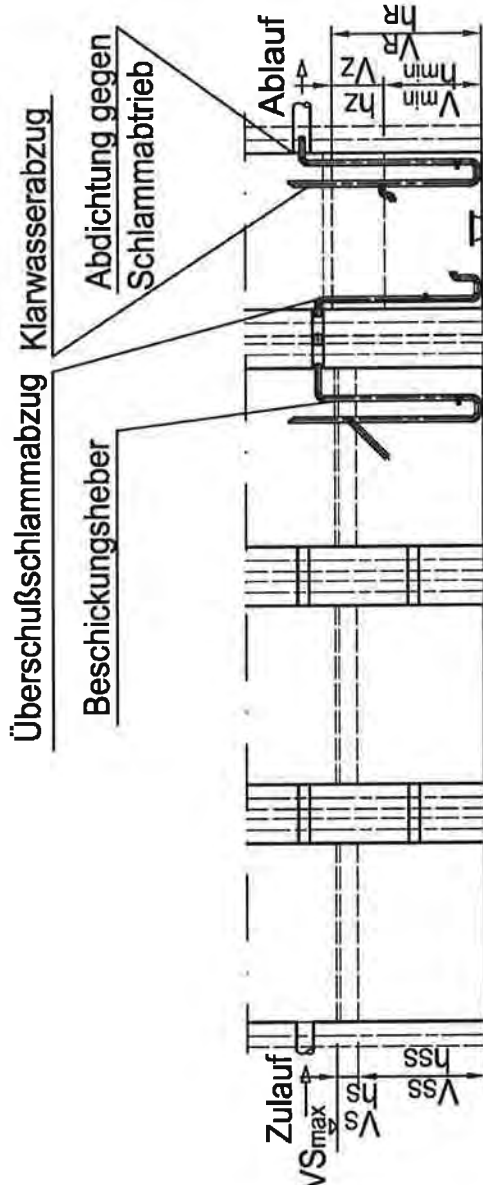 Überschußschlammabzug
Klarwasserabzug
Beschickungsheber
Abdichtung gegen
Schlammabtrieb
Zulauf
Ablauf
VSmax
VS
hS
VSS
hSS
hZ
VZ
Vmin
hmin
VR
hR